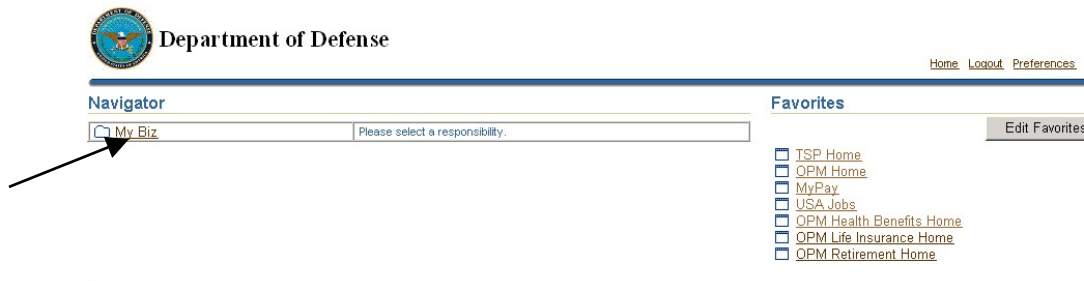 Department of Defense
Home Logout Preferences
Navigator
My Biz
Please select a responsibility.
Favorites
Edit Favorites
TSP Home
OPM Home
MyPay
USA Jobs
OPM Health Benefits Home
OPM Life Insurance Home
OPM Retirement Home